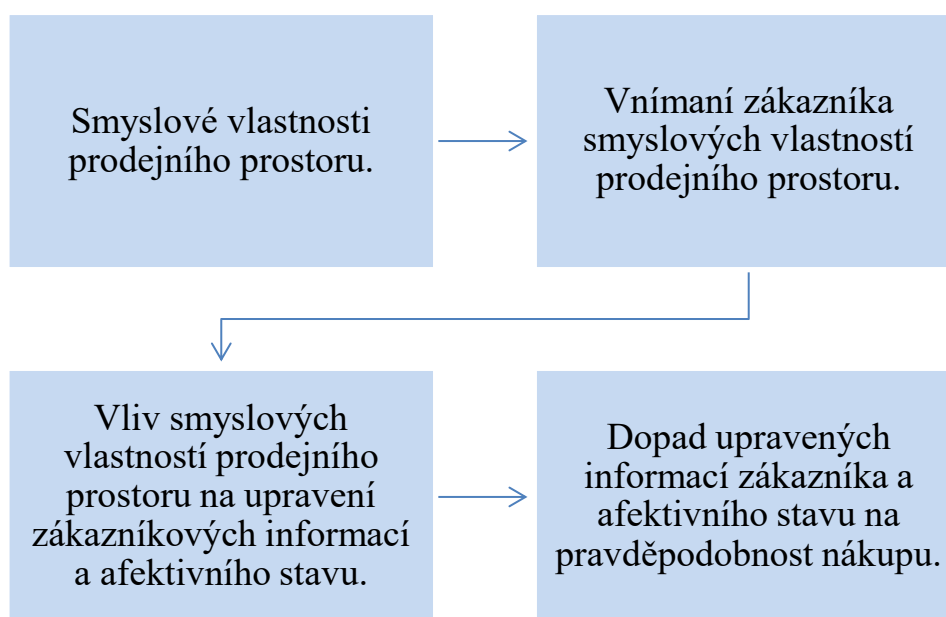 Smyslové vlastnosti
prodejního prostoru.
Vnímaní zákazníka
smyslových vlastností
prodejního prostoru.
Vliv smyslových
vlastností prodejního
prostoru na upravení
zákazníkových informací
a afektivního stavu.
Dopad upravených
informací zákazníka a
afektivního stavu na
pravděpodobnost nákupu.